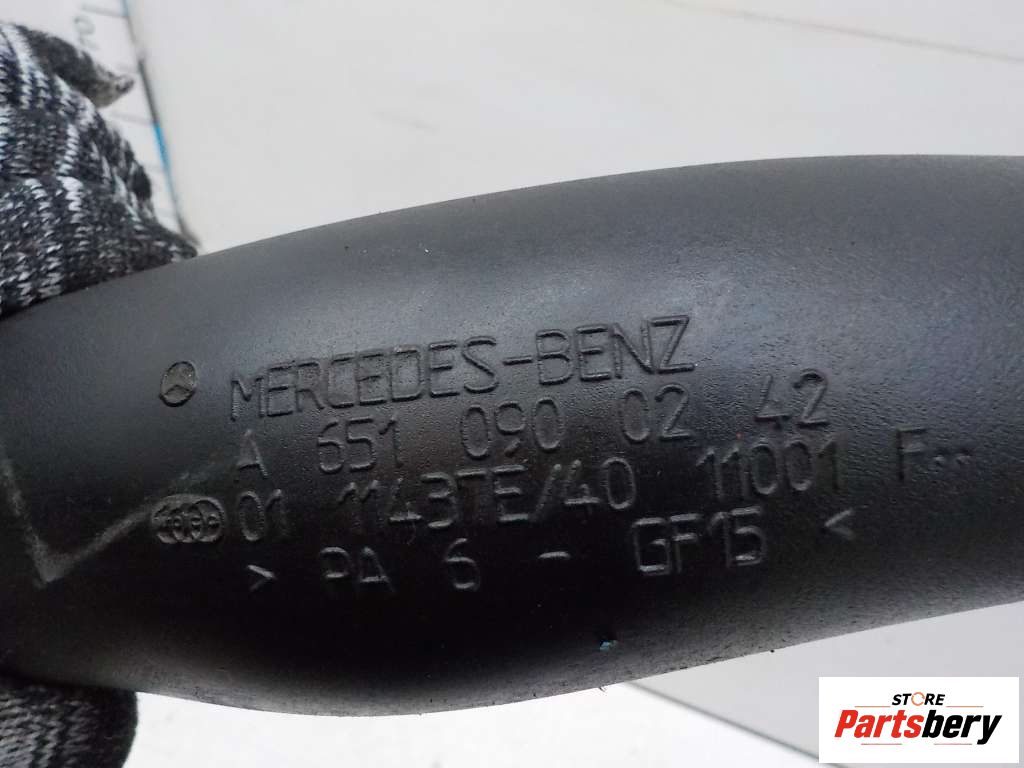 MERCEDES-BENZ
A 651 090 02 42
01 1143TE/40 11001 F
> PA 6 - GF15 <
STORE
Partsbery